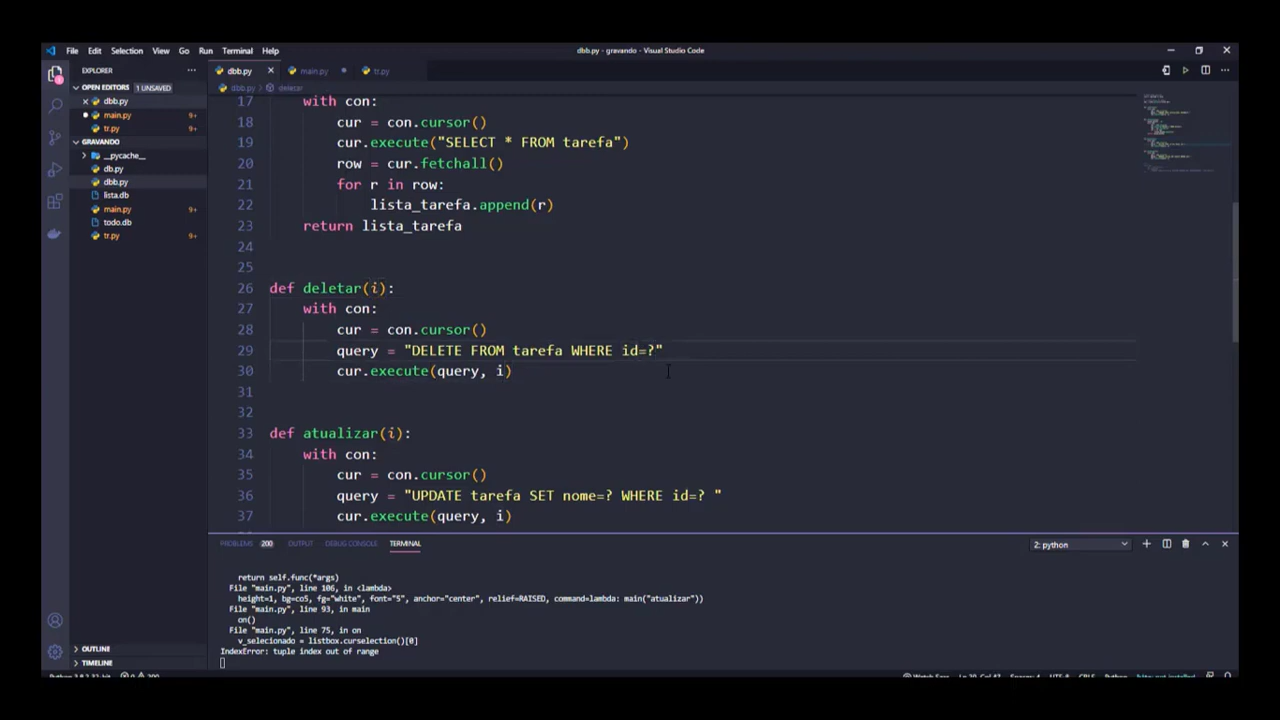 File Edit Selection View Go Run Terminal Help
dbb.py - gravando - Visual Studio Code
EXPLORER
dbb.py
main.py
tr.py
OPEN EDITORS 1 UNSAVED
dbb.py
main.py 9+
tr.py 9+
GRAVANDO
__pycache__
db.py
dbb.py
lista.db
main.py 9+
todo.db
tr.py 9+
OUTLINE
TIMELINE
dbb.py > deletar
17 with con:
18 cur = con.cursor()
19 cur.execute("SELECT * FROM tarefa")
20 row = cur.fetchall()
21 for r in row:
22 lista_tarefa.append(r)
23 return lista_tarefa
24
25
26 def deletar(i):
27 with con:
28 cur = con.cursor()
29 query = "DELETE FROM tarefa WHERE id=?"
30 cur.execute(query, i)
31
32
33 def atualizar(i):
34 with con:
35 cur = con.cursor()
36 query = "UPDATE tarefa SET nome=? WHERE id=? "
37 cur.execute(query, i)
PROBLEMS 200 OUTPUT DEBUG CONSOLE TERMINAL
2: python
return self.func(*args)
File "main.py", line 106, in <lambda>
height=1, bg=co5, fg="white", font="5", anchor="center", relief=RAISED, command=lambda: main("atualizar"))
File "main.py", line 93, in main
on()
File "main.py", line 75, in on
v_selecionado = listbox.curselection()[0]
IndexError: tuple index out of range